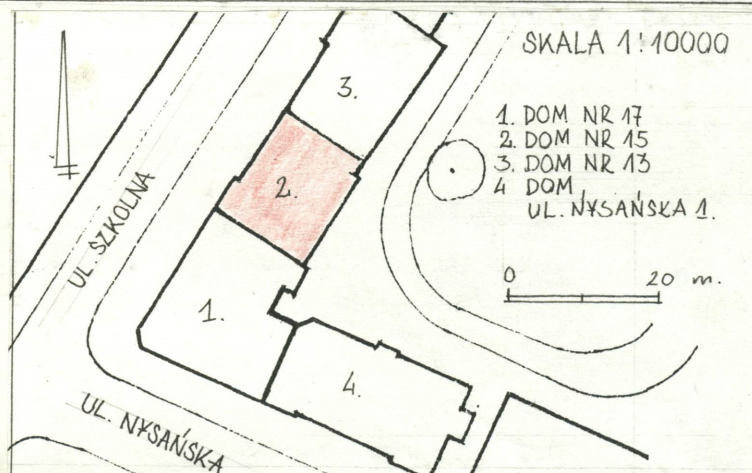 SKALA 1:10000
3.
1. DOM NR 17
2. DOM NR 15
3. DOM NR 13
4 DOM,
UL. NYSAŃSKA 1.
2.
UL. SZKOLNA
0 20 m.
1.
4.
UL. NYSAŃSKA